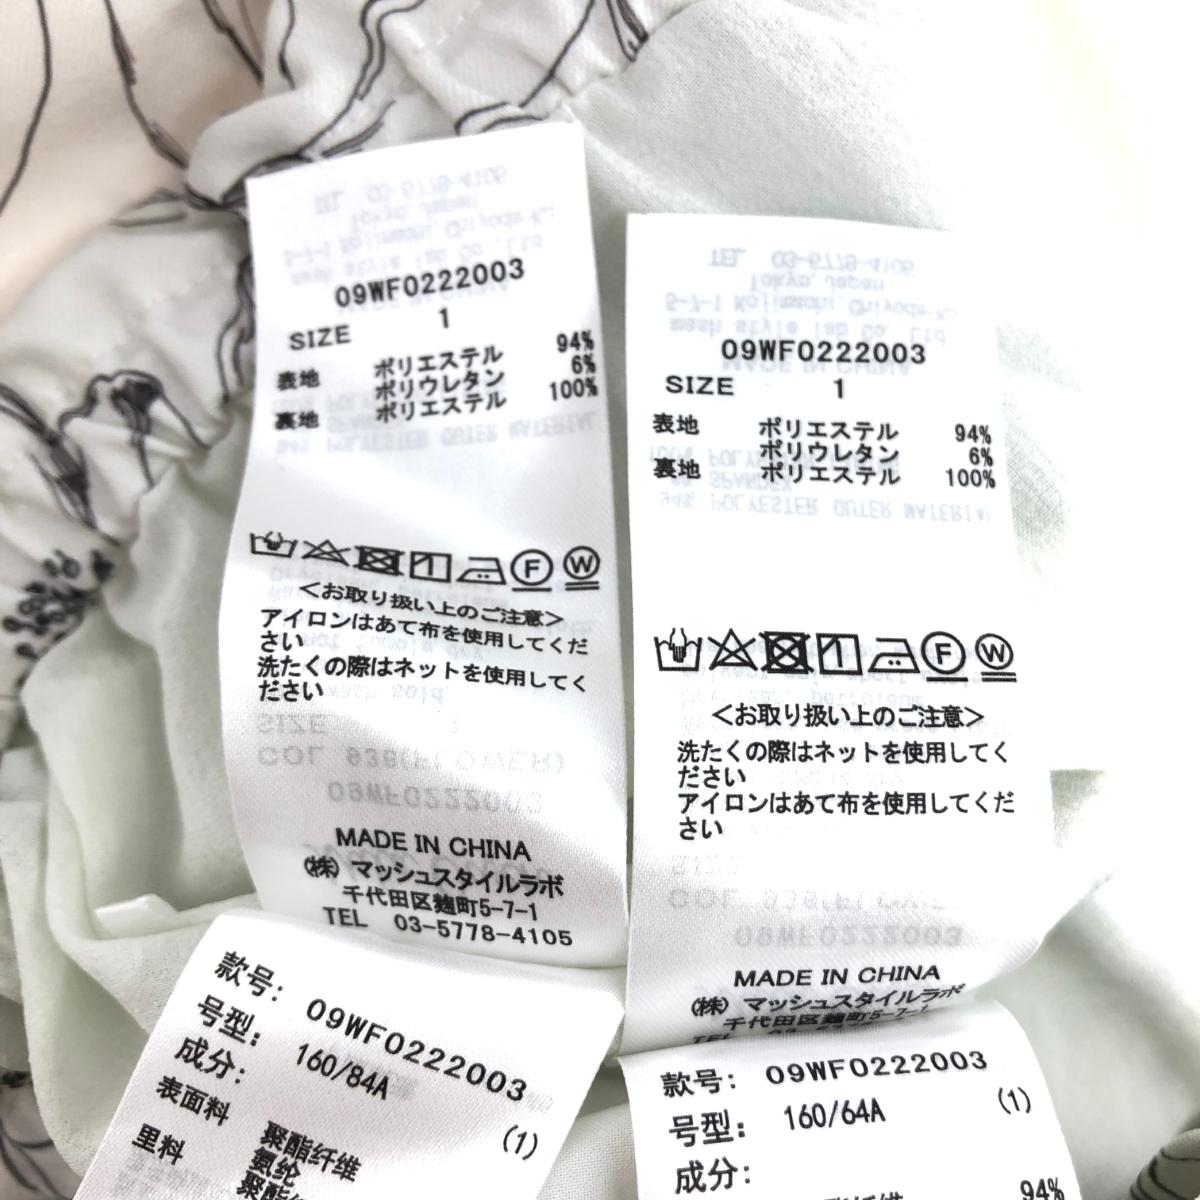 09WF0222003
SIZE 1
表地 ポリエステル 94%
ポリウレタン 6%
裏地 ポリエステル 100%
F W
<お取り扱い上のご注意>
アイロンはあて布を使用してくだ
さい
洗たくの際はネットを使用してく
ださい
MADE IN CHINA
(株) マッシュスタイルラボ
千代田区麹町5-7-1
TEL 03-5778-4105
09WF0222003
SIZE 1
表地 ポリエステル 94%
ポリウレタン 6%
裏地 ポリエステル 100%
F W
<お取り扱い上のご注意>
洗たくの際はネットを使用してく
ださい
アイロンはあて布を使用してくだ
さい
MADE IN CHINA
(株) マッシュスタイルラボ
千代田区麹町5-7-1
款号: 09WF0222003
号型: 160/84A (1)
成分:
表面料 聚酯纤维
氨纶
里料 聚酯
款号: 09WF0222003
号型: 160/64A (1)
成分:
94%